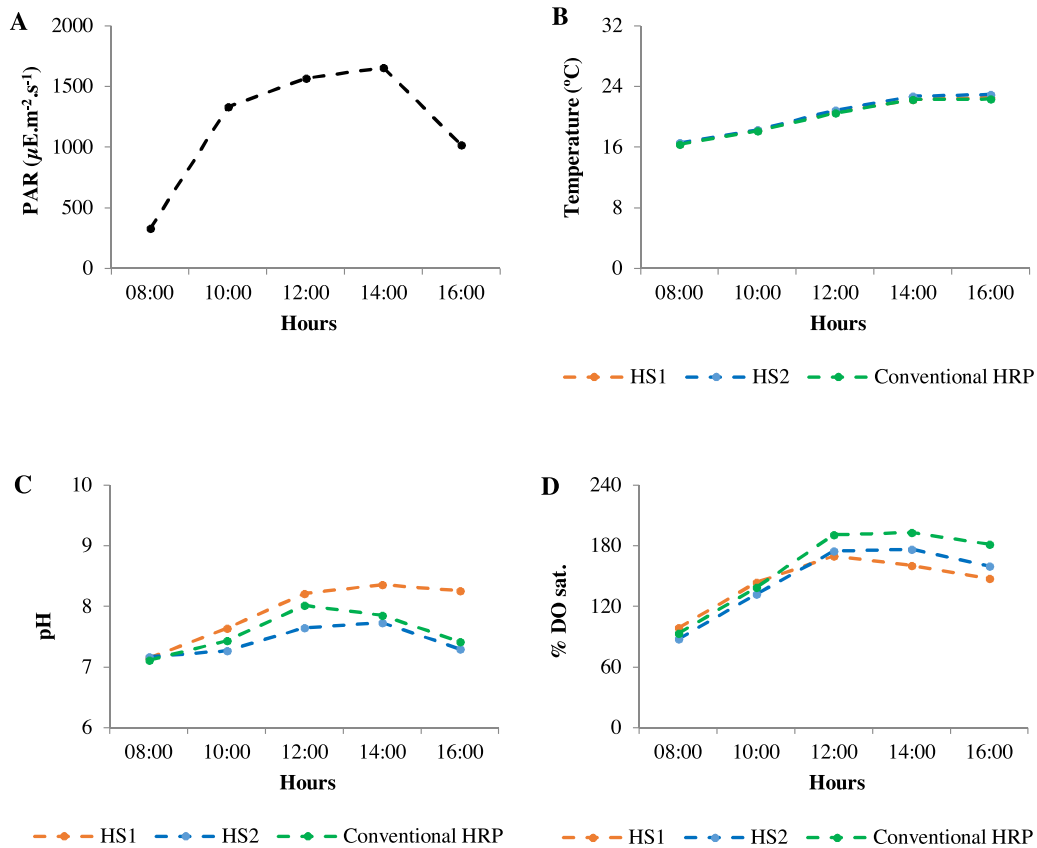 A
PAR (µE.m-2.s-1)
2000
1500
1000
500
0
08:00 10:00 12:00 14:00 16:00
Hours
B
Temperature (ºC)
32
24
16
8
0
08:00 10:00 12:00 14:00 16:00
Hours
HS1 HS2 Conventional HRP
C
pH
10
9
8
7
6
08:00 10:00 12:00 14:00 16:00
Hours
HS1 HS2 Conventional HRP
D
% DO sat.
240
180
120
60
0
08:00 10:00 12:00 14:00 16:00
Hours
HS1 HS2 Conventional HRP